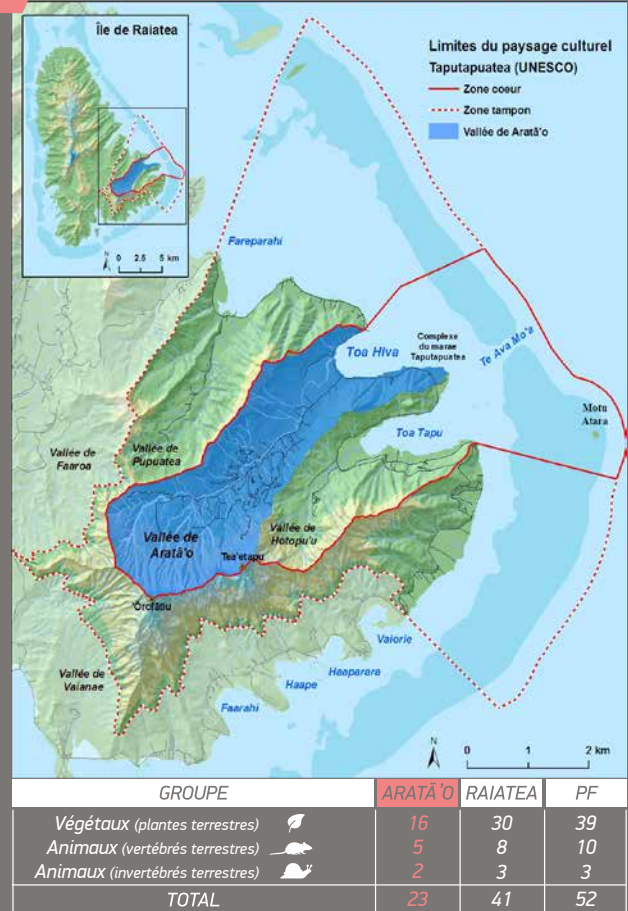 Île de Raiatea
N
0 2.5 5 km
Limites du paysage culturel
Taputapuatea (UNESCO)
Zone coeur
Zone tampon
Vallée de Aratā'o
Fareparahi
Toa Hiva
Complexe
du marae
Taputapuatea
Te Ava Mo'a
Motu
Atara
Toa Tapu
Vallée de
Faaroa
Vallée de
Pupuatea
Vallée de
Aratā'o
Vallée de
Hotopu'u
Tea'etapu
Orofātiu
Vallée de
Vaianae
Vaiorie
Haaparara
Haape
Faarahi
N
0 1 2 km
GROUPE ARATĀ'O RAIATEA PF
Végétaux (plantes terrestres) 16 30 39
Animaux (vertébrés terrestres) 5 8 10
Animaux (invertébrés terrestres) 2 3 3
TOTAL 23 41 52